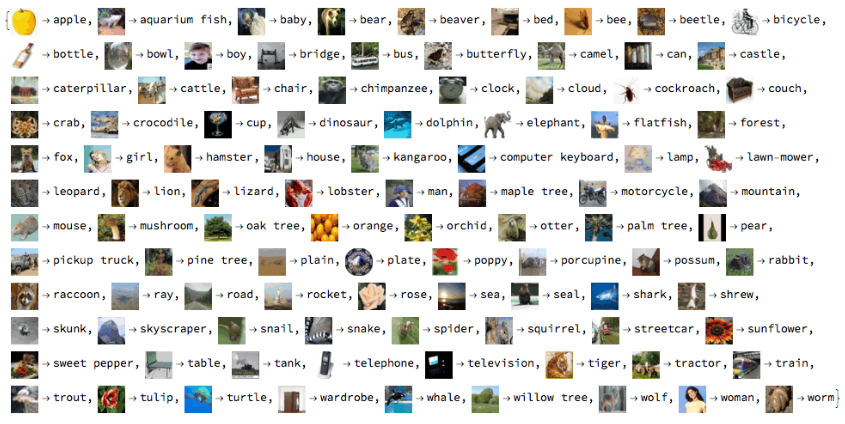 { → apple, → aquarium fish, → baby, → bear, → beaver, → bed, → bee, → beetle, → bicycle,
→ bottle, → bowl, → boy, → bridge, → bus, → butterfly, → camel, → can, → castle,
→ caterpillar, → cattle, → chair, → chimpanzee, → clock, → cloud, → cockroach, → couch,
→ crab, → crocodile, → cup, → dinosaur, → dolphin, → elephant, → flatfish, → forest,
→ fox, → girl, → hamster, → house, → kangaroo, → computer keyboard, → lamp, → lawn-mower,
→ leopard, → lion, → lizard, → lobster, → man, → maple tree, → motorcycle, → mountain,
→ mouse, → mushroom, → oak tree, → orange, → orchid, → otter, → palm tree, → pear,
→ pickup truck, → pine tree, → plain, → plate, → poppy, → porcupine, → possum, → rabbit,
→ raccoon, → ray, → road, → rocket, → rose, → sea, → seal, → shark, → shrew,
→ skunk, → skyscraper, → snail, → snake, → spider, → squirrel, → streetcar, → sunflower,
→ sweet pepper, → table, → tank, → telephone, → television, → tiger, → tractor, → train,
→ trout, → tulip, → turtle, → wardrobe, → whale, → willow tree, → wolf, → woman, → worm}